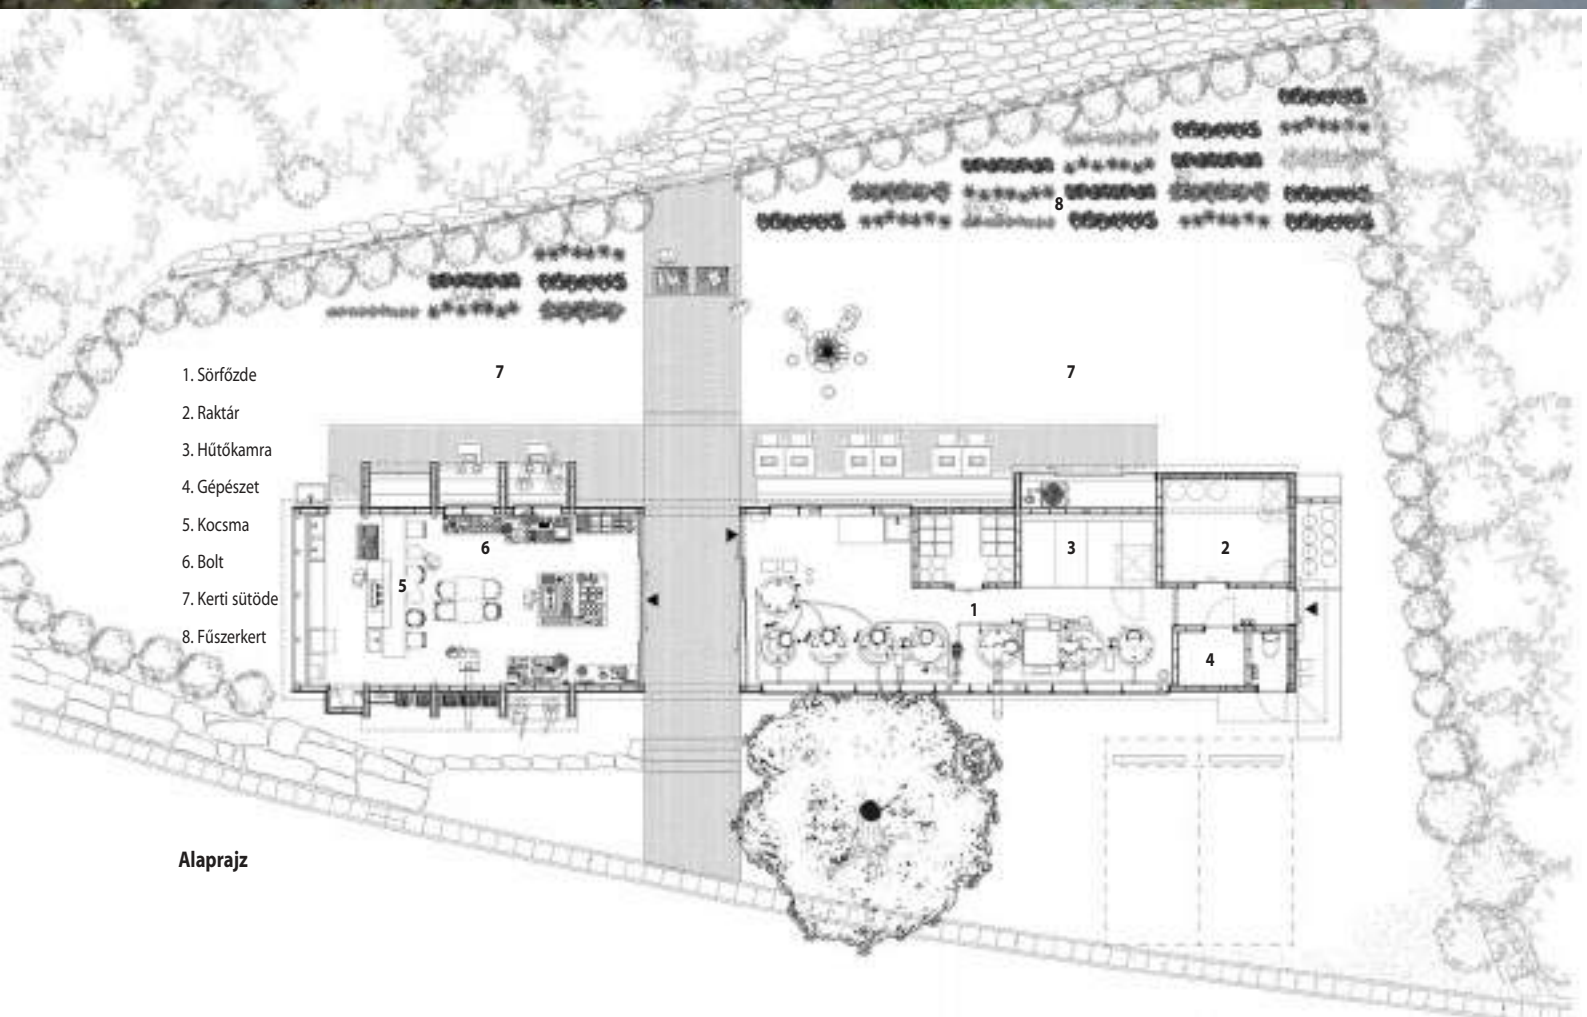 8
1. Sörfőzde
7
7
2. Raktár
3. Hűtőkamra
4. Gépészet
5. Kocsma
6. Bolt
7. Kerti sütöde
8. Fűszerkert
6
3
2
5
1
4
Alaprajz